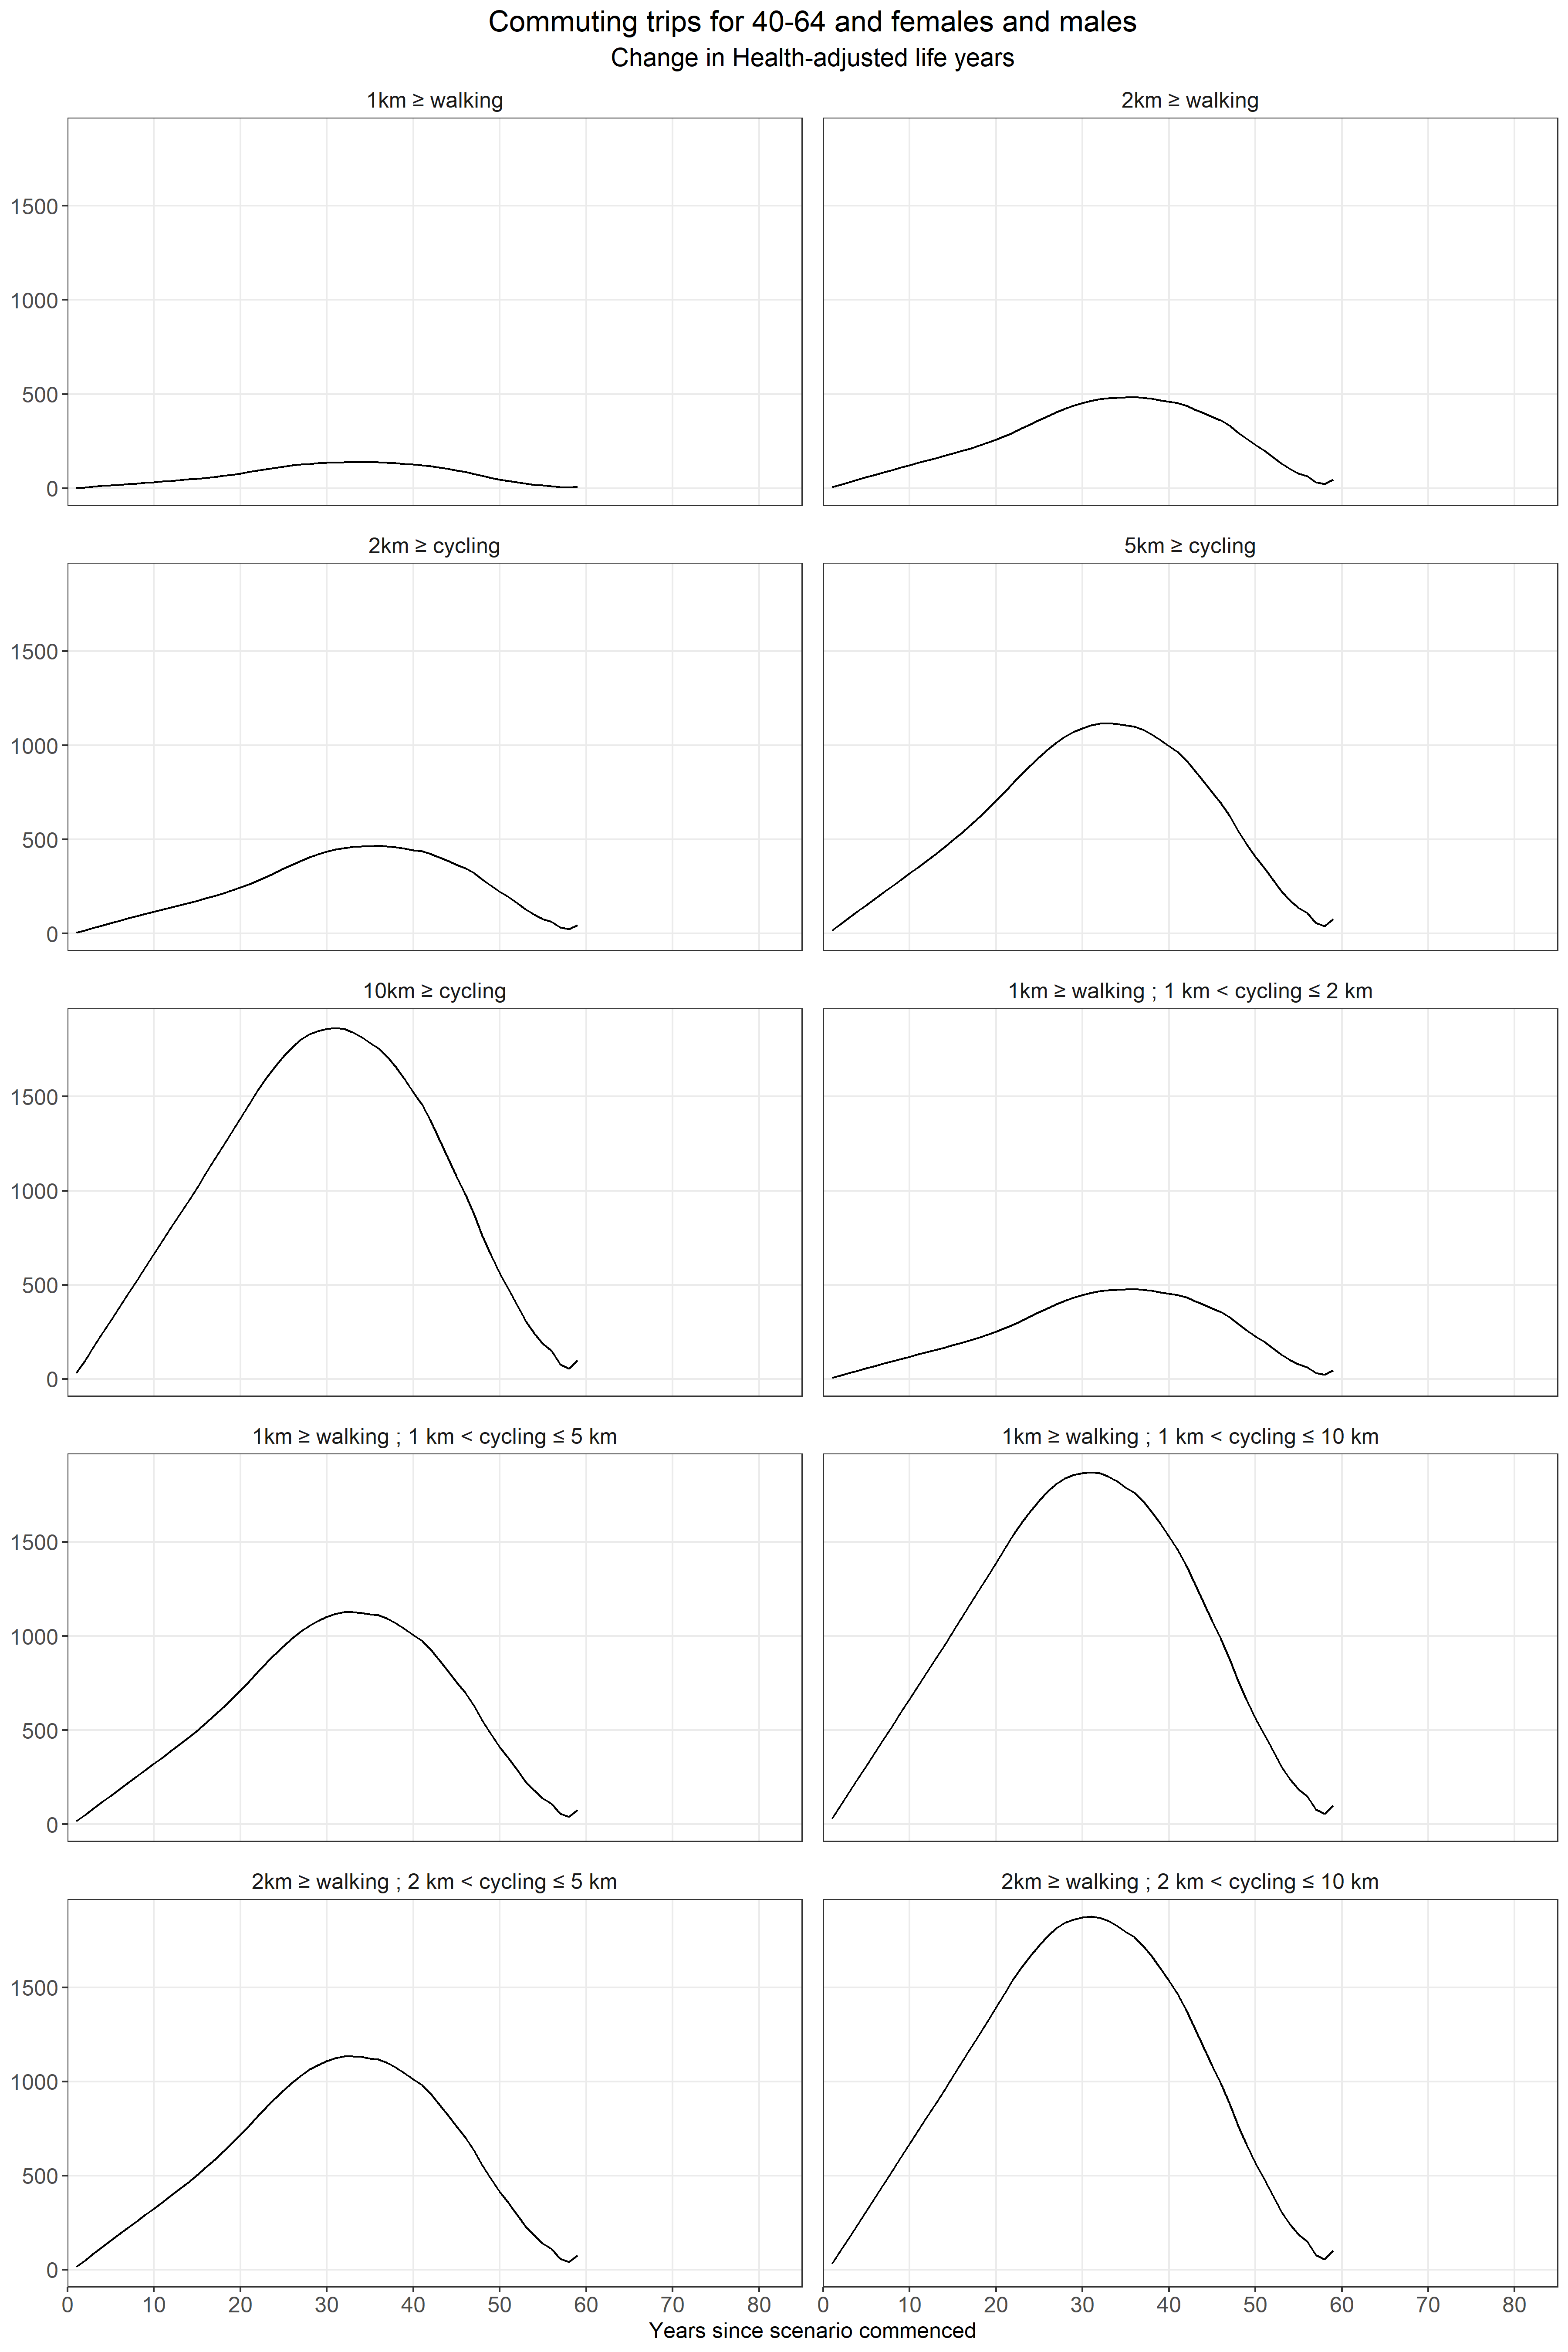 Commuting trips for 40-64 and females and males
Change in Health-adjusted life years
1km ≥ walking
2km ≥ walking
1500
1000
500
0
2km ≥ cycling
5km ≥ cycling
1500
1000
500
0
10km ≥ cycling
1km ≥ walking ; 1 km < cycling ≤ 2 km
1500
1000
500
0
1km ≥ walking ; 1 km < cycling ≤ 5 km
1km ≥ walking ; 1 km < cycling ≤ 10 km
1500
1000
500
0
2km ≥ walking ; 2 km < cycling ≤ 5 km
2km ≥ walking ; 2 km < cycling ≤ 10 km
1500
1000
500
0
0 10 20 30 40 50 60 70 80
0 10 20 30 40 50 60 70 80
Years since scenario commenced